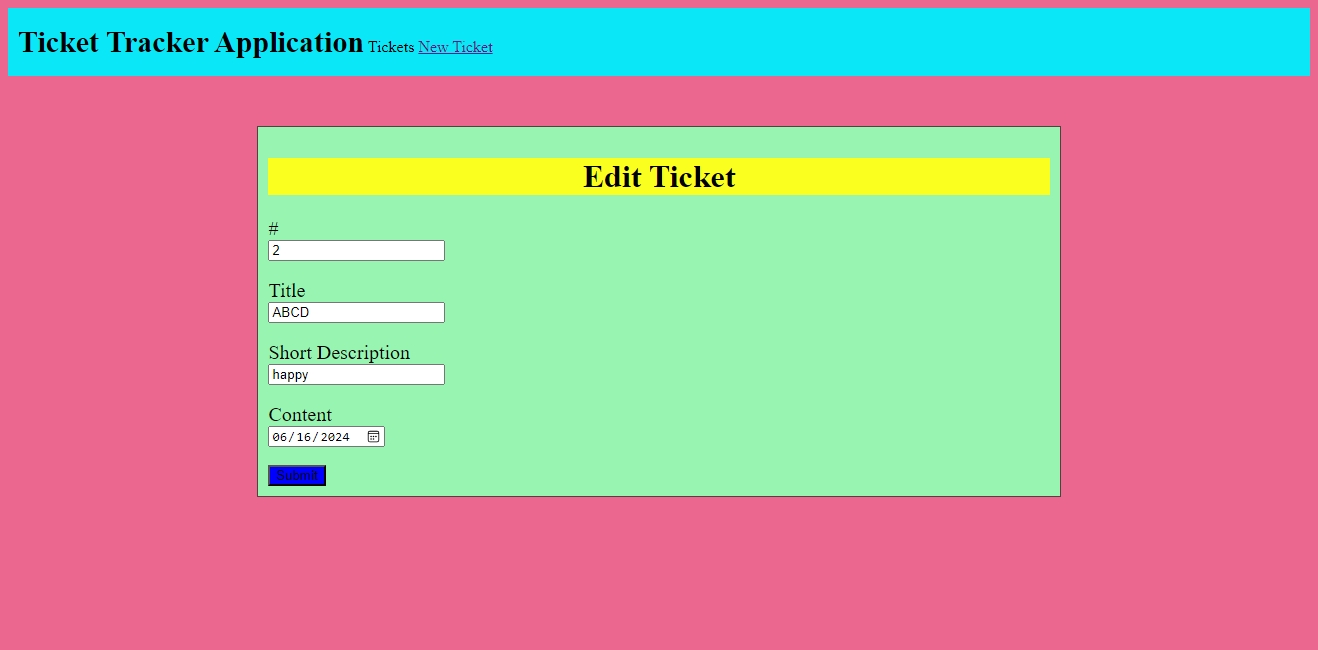 Ticket Tracker Application Tickets New Ticket
Edit Ticket
#
2
Title
ABCD
Short Description
happy
Content
06/16/2024
Submit